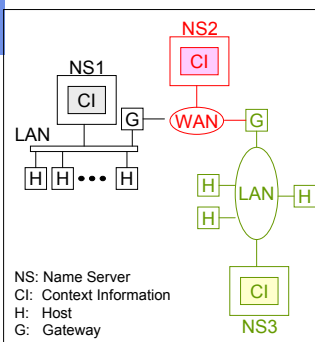 NS2
CI
NS1
CI
LAN
G
WAN
G
H H ••• H
H
LAN
H
H
CI
NS3
NS: Name Server
CI: Context Information
H: Host
G: Gateway